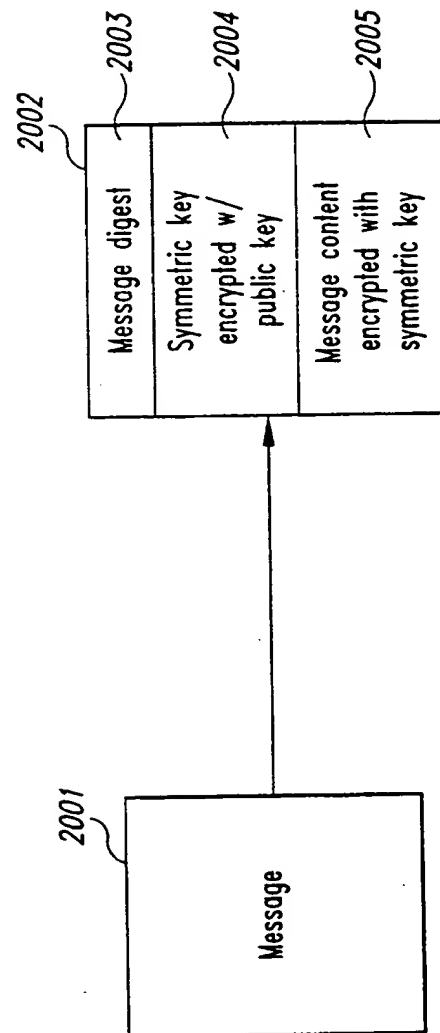 2001
Message
2002
Message digest
2003
Symmetric key
encrypted w/
public key
2004
Message content
encrypted with
symmetric key
2005